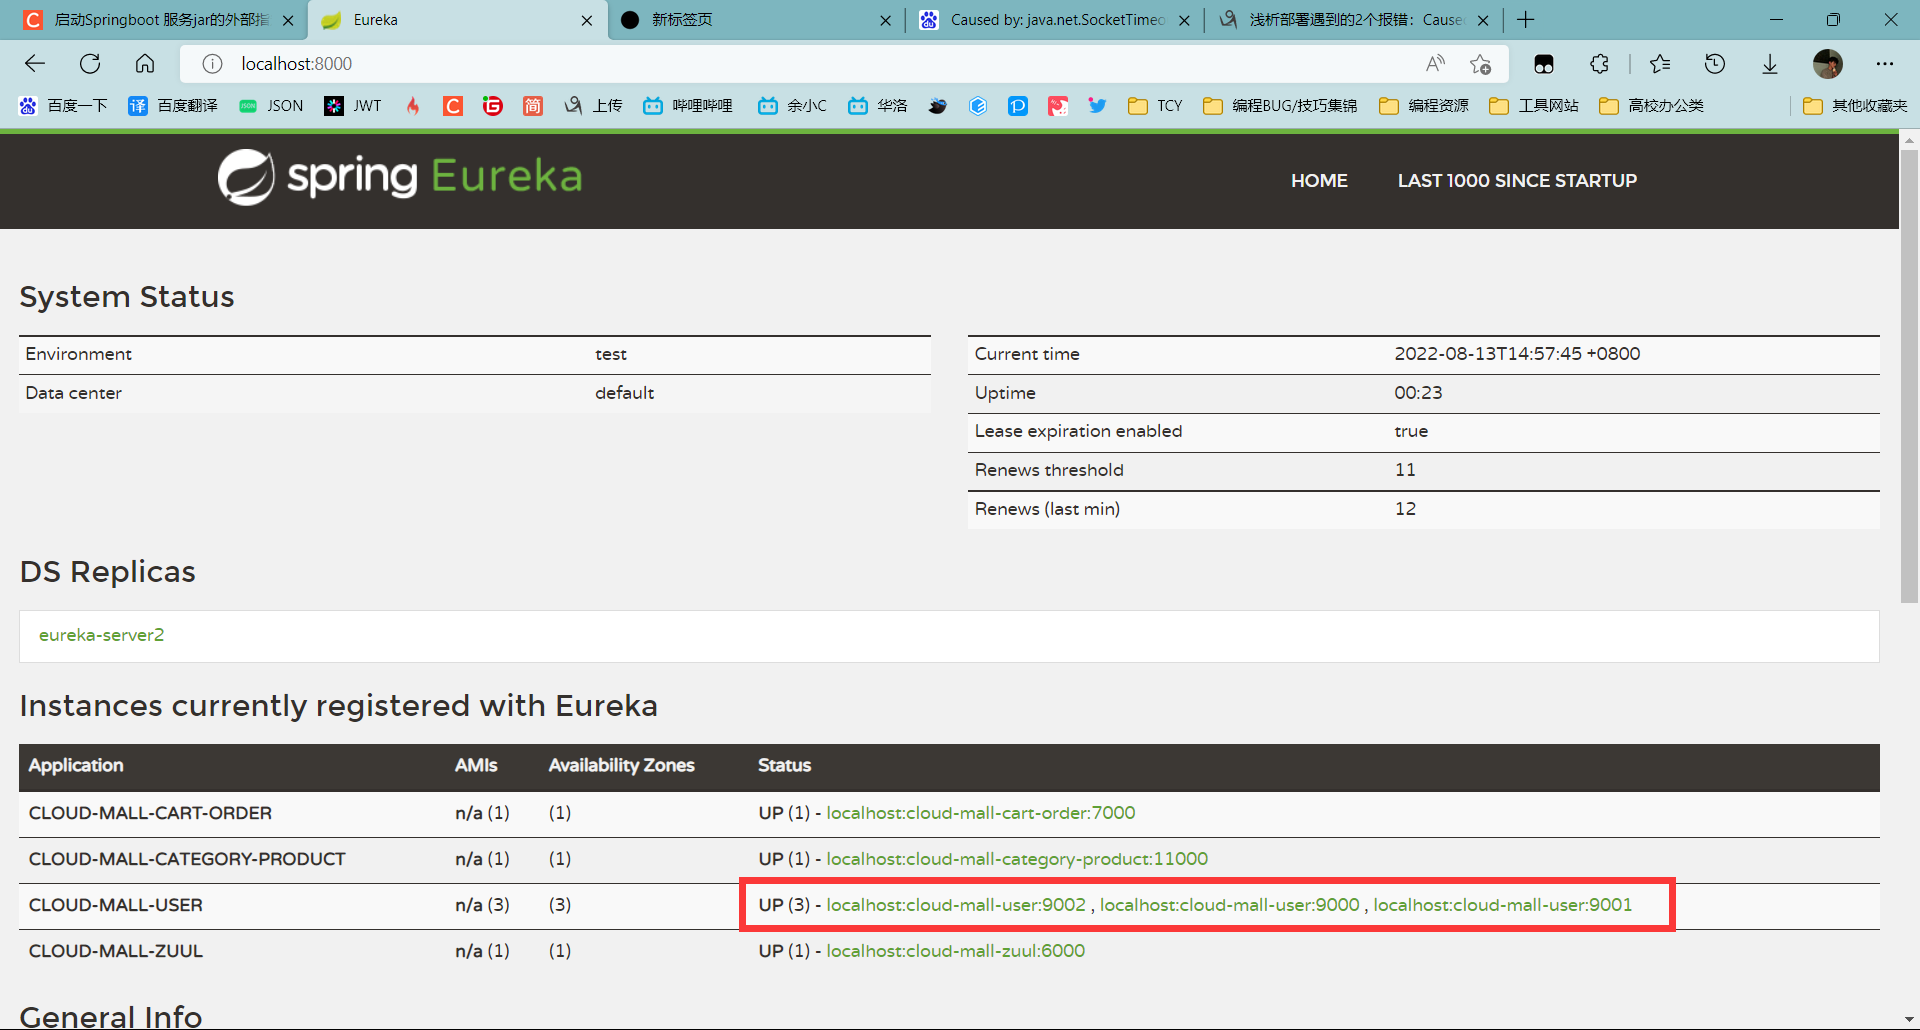 启动Springboot 服务jar的外部指
Eureka
新标签页
Caused by: java.net.SocketTimeo
浅析部署遇到的2个报错：Cause
localhost:8000
百度一下
百度翻译
JSON
JWT
上传
哔哩哔哩
余小C
华洛
TCY
编程BUG/技巧集锦
编程资源
工具网站
高校办公类
其他收藏夹
spring Eureka
HOME
LAST 1000 SINCE STARTUP
System Status
Environment test
Data center default
Current time 2022-08-13T14:57:45 +0800
Uptime 00:23
Lease expiration enabled true
Renews threshold 11
Renews (last min) 12
DS Replicas
eureka-server2
Instances currently registered with Eureka
Application AMIs Availability Zones Status
CLOUD-MALL-CART-ORDER n/a (1) (1) UP (1) - localhost:cloud-mall-cart-order:7000
CLOUD-MALL-CATEGORY-PRODUCT n/a (1) (1) UP (1) - localhost:cloud-mall-category-product:11000
CLOUD-MALL-USER n/a (3) (3) UP (3) - localhost:cloud-mall-user:9002 , localhost:cloud-mall-user:9000 , localhost:cloud-mall-user:9001
CLOUD-MALL-ZUUL n/a (1) (1) UP (1) - localhost:cloud-mall-zuul:6000
General Info